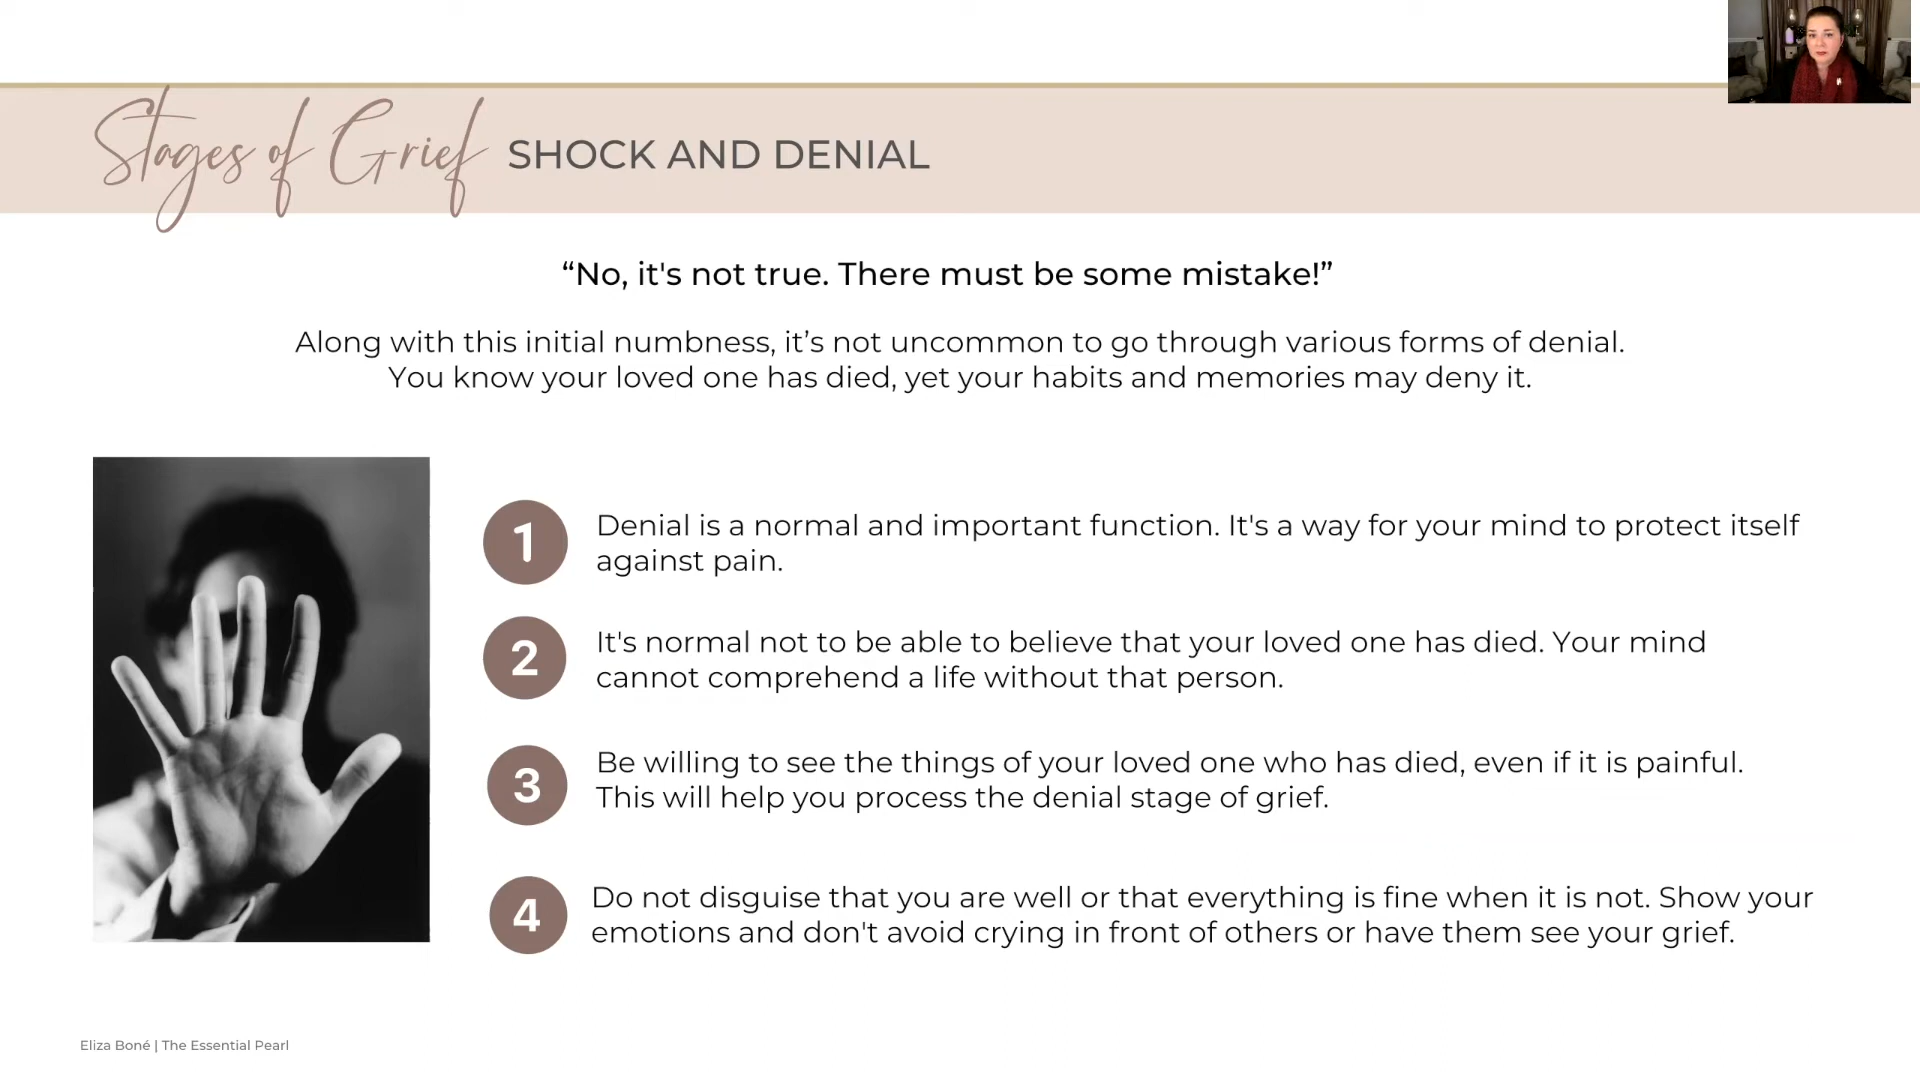 Stages of Grief SHOCK AND DENIAL
“No, it's not true. There must be some mistake!”
Along with this initial numbness, it’s not uncommon to go through various forms of denial.
You know your loved one has died, yet your habits and memories may deny it.
1 Denial is a normal and important function. It's a way for your mind to protect itself
against pain.
2 It's normal not to be able to believe that your loved one has died. Your mind
cannot comprehend a life without that person.
3 Be willing to see the things of your loved one who has died, even if it is painful.
This will help you process the denial stage of grief.
4 Do not disguise that you are well or that everything is fine when it is not. Show your
emotions and don't avoid crying in front of others or have them see your grief.
Eliza Boné | The Essential Pearl